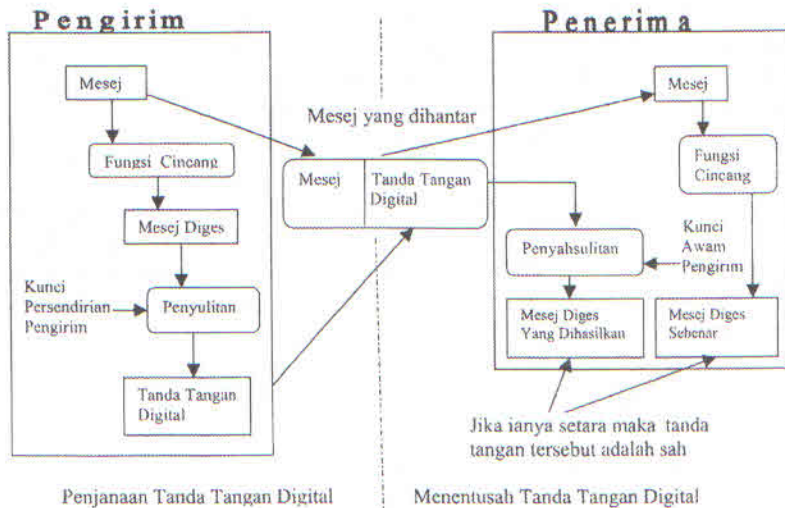 Pengirim
Mesej
Fungsi Cincang
Mesej Diges
Kunci
Persendirian
Pengirim
Penyulitan
Tanda Tangan
Digital
Mesej yang dihantar
Mesej
Tanda Tangan
Digital
Penerima
Mesej
Fungsi
Cincang
Penyahsulitan
Kunci
Awam
Pengirim
Mesej Diges
Yang Dihasilkan
Mesej Diges
Sebenar
Jika ianya setara maka tanda
tangan tersebut adalah sah
Penjanaan Tanda Tangan Digital
Menentusah Tanda Tangan Digital